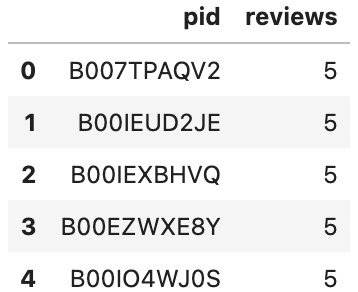 pid reviews
0 B007TPAQV2 5
1 B00IEUD2JE 5
2 B00IEXBHVQ 5
3 B00EZWXE8Y 5
4 B00IO4WJ0S 5